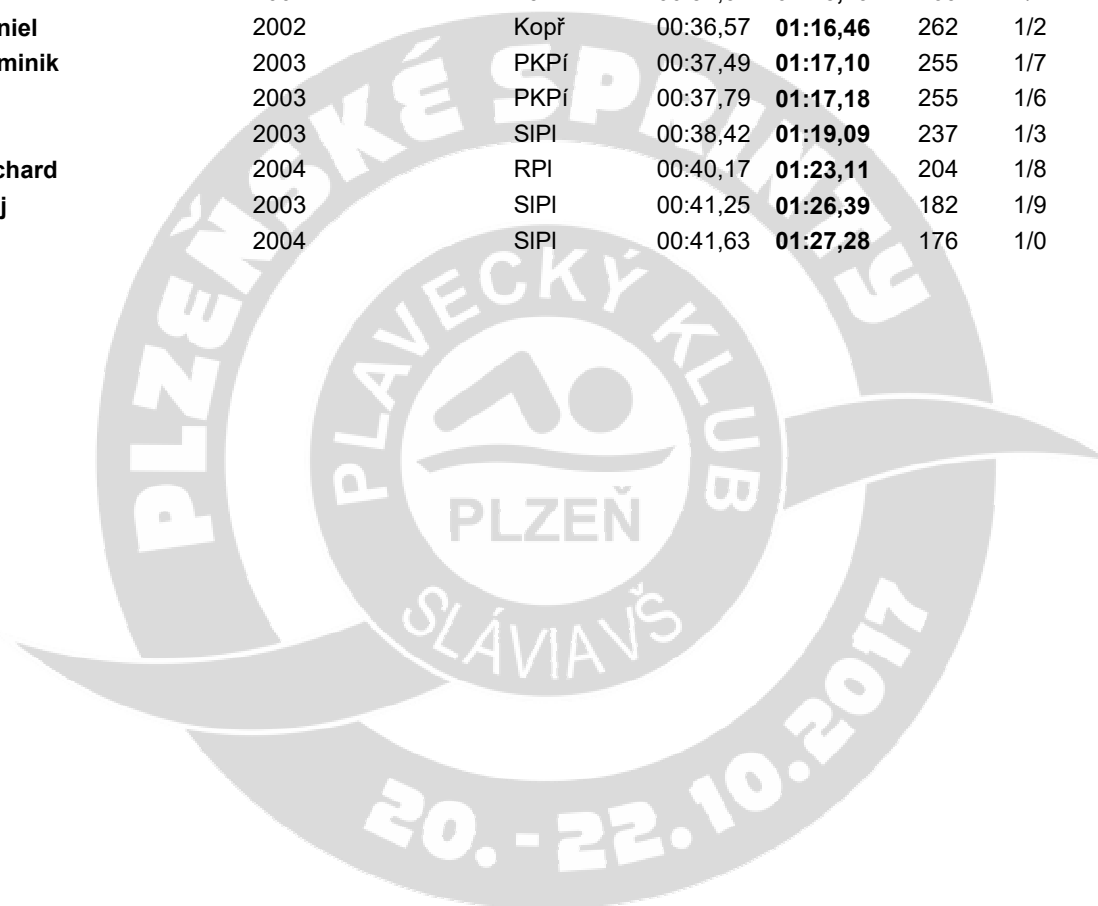 niel 2002 Kopř 00:36,57 01:16,46 262 1/2
minik 2003 PKPí 00:37,49 01:17,10 255 1/7
2003 PKPí 00:37,79 01:17,18 255 1/6
2003 SlPl 00:38,42 01:19,09 237 1/3
chard 2004 RPl 00:40,17 01:23,11 204 1/8
j 2003 SlPl 00:41,25 01:26,39 182 1/9
2004 SlPl 00:41,63 01:27,28 176 1/0
PLZEŇSKÉ SPRINTY
PLAVECKÝ KLUB
PLZEŇ
SLÁVIA VŠ
20. - 22.10.2017